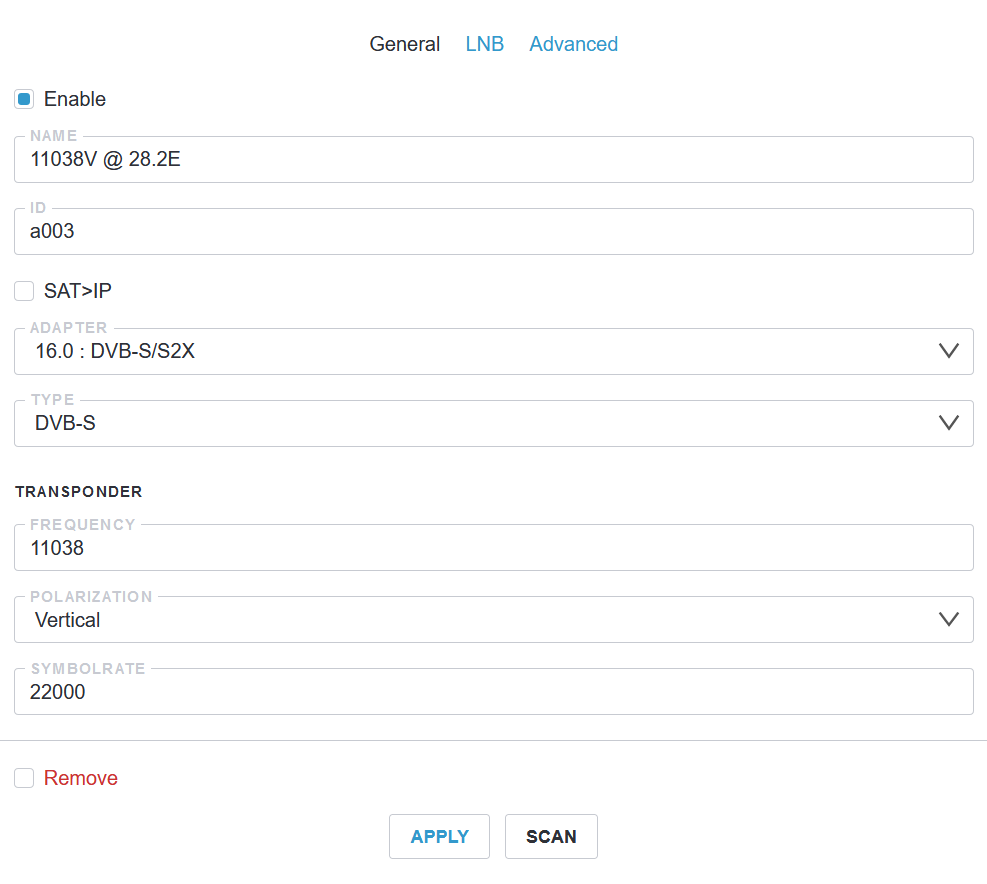 General LNB Advanced
Enable
NAME
11038V @ 28.2E
ID
a003
SAT>IP
ADAPTER
16.0 : DVB-S/S2X
TYPE
DVB-S
TRANSPONDER
FREQUENCY
11038
POLARIZATION
Vertical
SYMBOLRATE
22000
Remove
APPLY SCAN